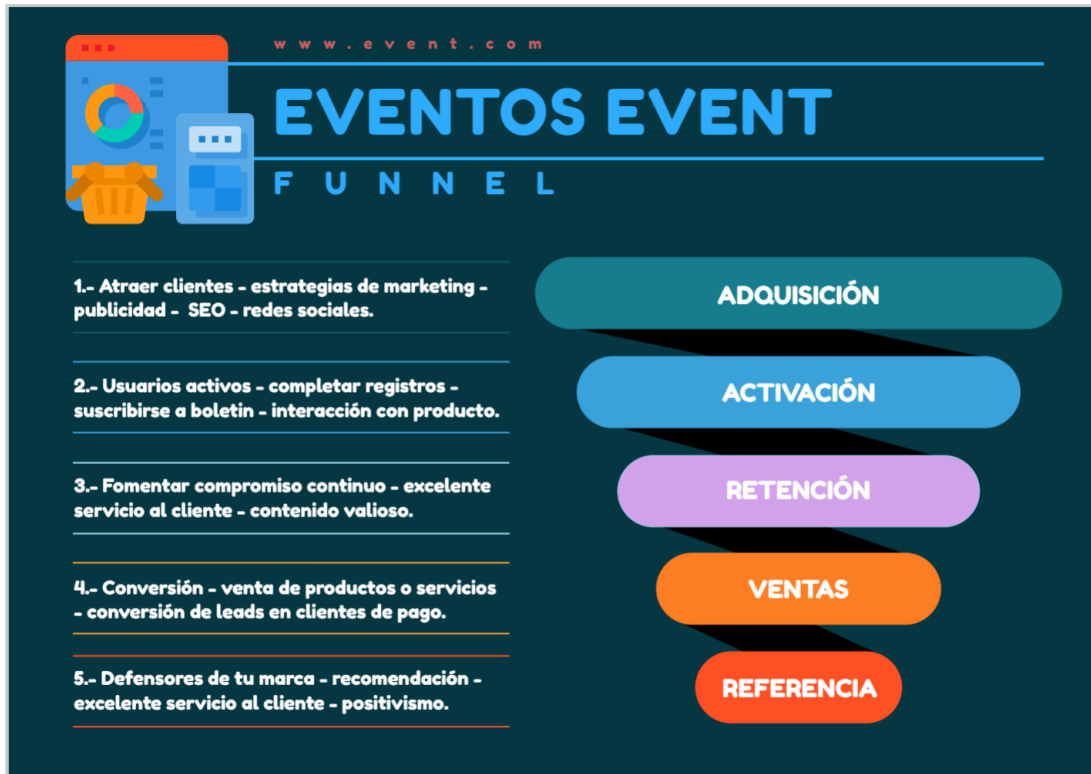 www.event.com
EVENTOS EVENT
FUNNEL
1.- Atraer clientes - estrategias de marketing -
publicidad - SEO - redes sociales.
ADQUISICIÓN
2.- Usuarios activos - completar registros -
suscribirse a boletin - interacción con producto.
ACTIVACIÓN
3.- Fomentar compromiso continuo - excelente
servicio al cliente - contenido valioso.
RETENCIÓN
4.- Conversión - venta de productos o servicios
- conversión de leads en clientes de pago.
VENTAS
5.- Defensores de tu marca - recomendación -
excelente servicio al cliente - positivismo.
REFERENCIA